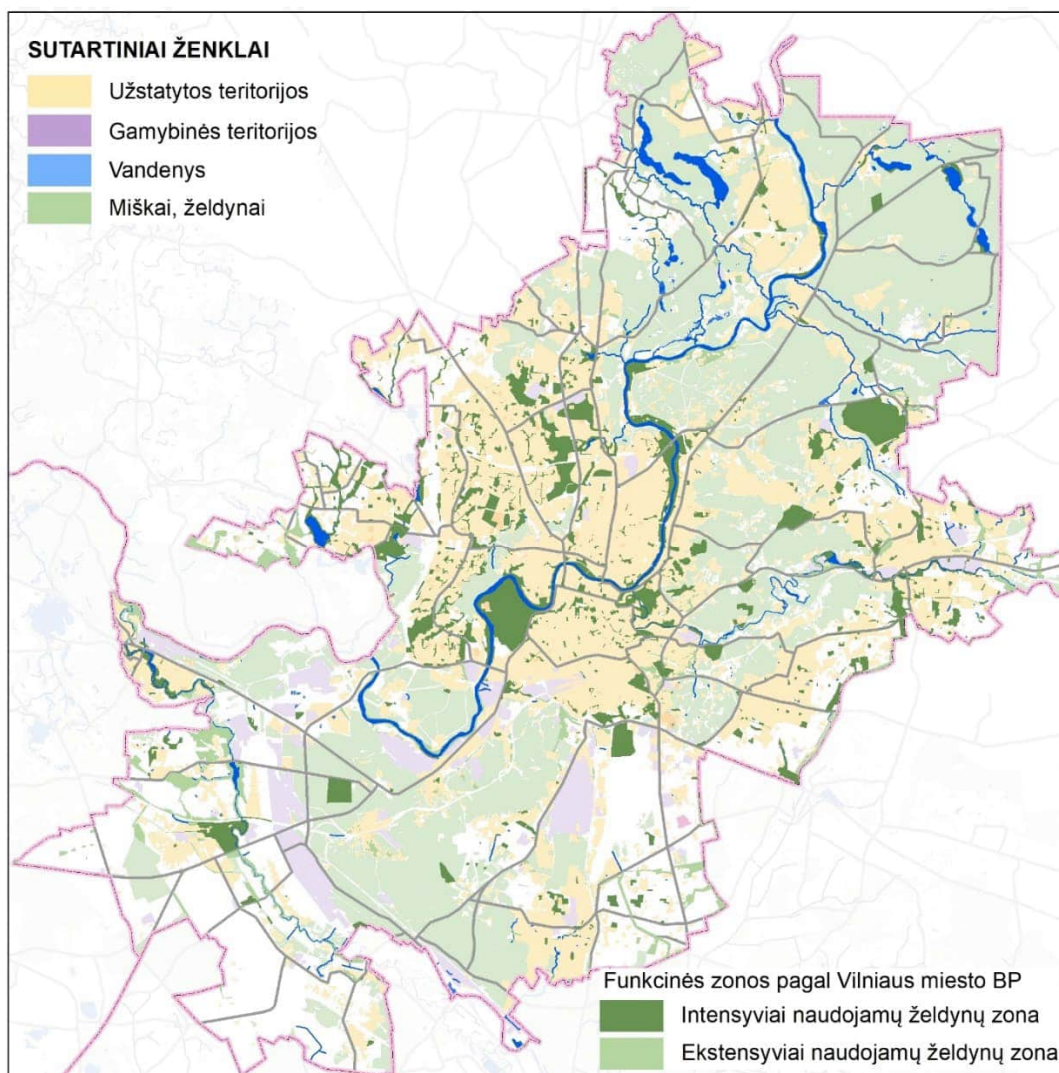 SUTARTINIAI ŽENKLAI
Užstatytos teritorijos
Gamybinės teritorijos
Vandenys
Miškai, želdynai
Funkcinės zonos pagal Vilniaus miesto BP
Intensyviai naudojamų želdynų zona
Ekstensyviai naudojamų želdynų zona